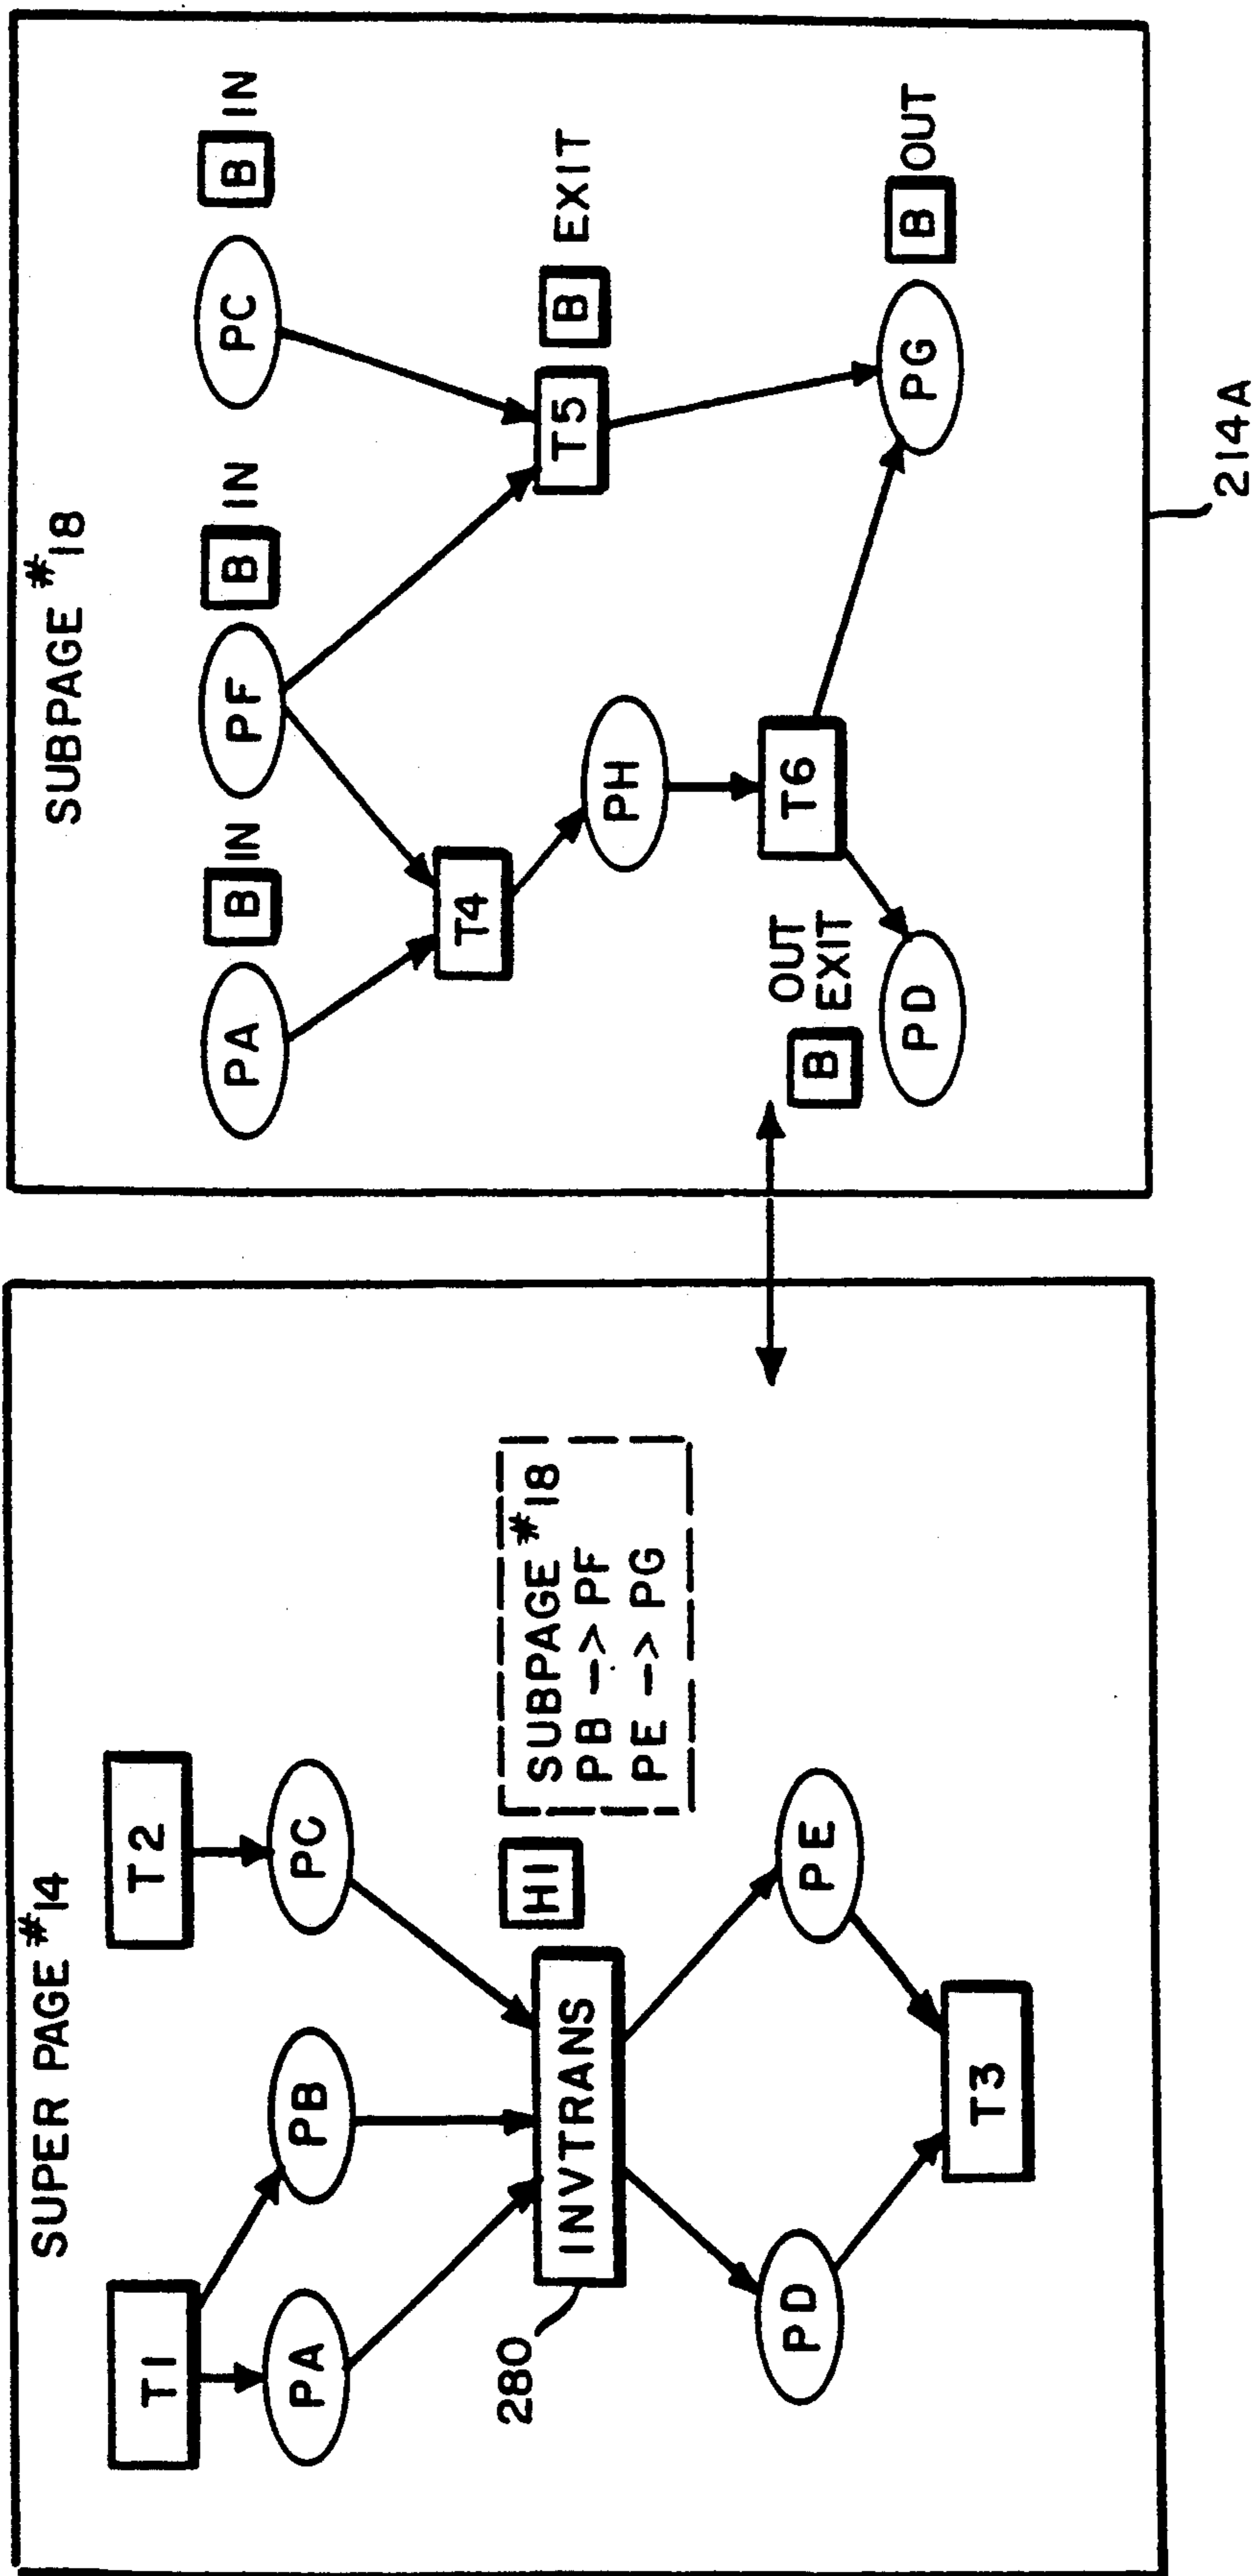 SUPER PAGE #14
T1
T2
PA
PB
PC
280
INVTRANS
H1
SUBPAGE #18
PB —> PF
PE —> PG
PD
PE
T3
SUBPAGE #18
PA
B IN
PF
B IN
PC
B IN
T4
T5
B EXIT
PH
T6
B OUT
EXIT
PD
PG
B OUT
214A